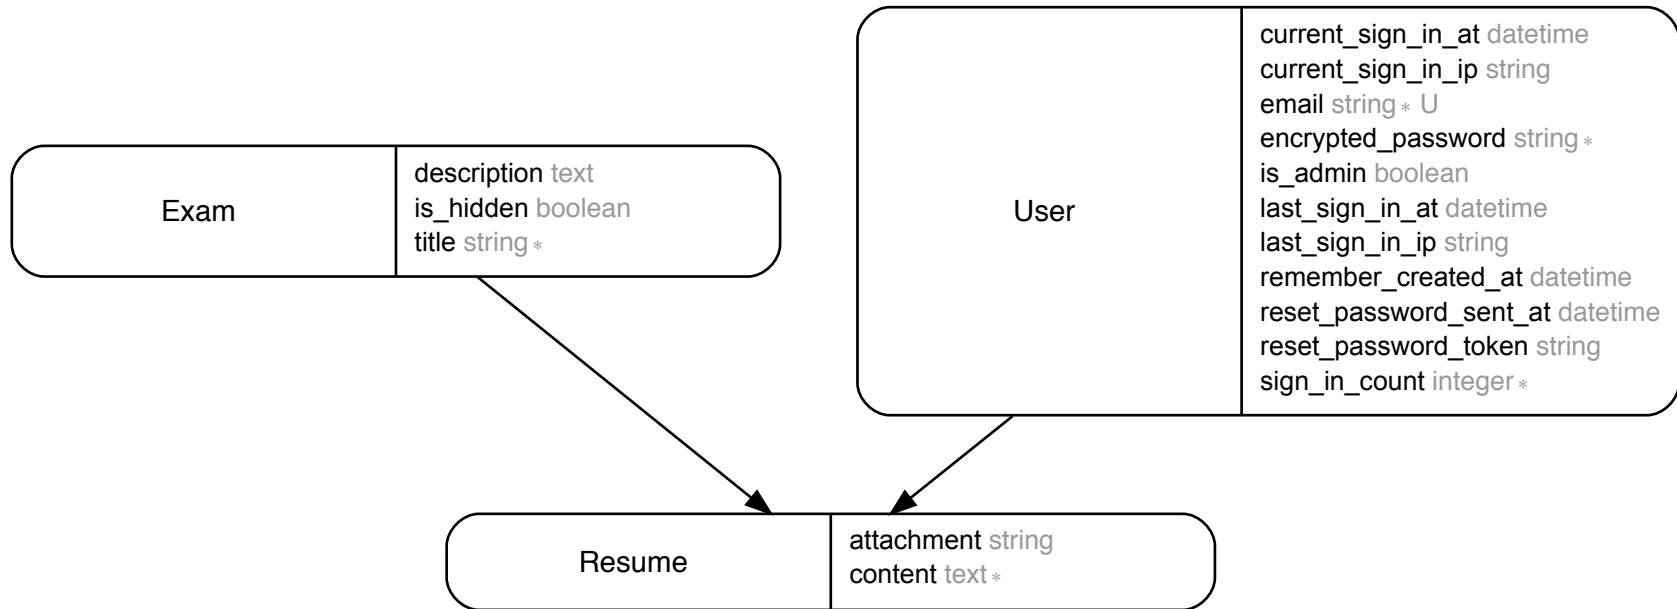 Exam
description text
is_hidden boolean
title string ∗
User
current_sign_in_at datetime
current_sign_in_ip string
email string ∗ U
encrypted_password string ∗
is_admin boolean
last_sign_in_at datetime
last_sign_in_ip string
remember_created_at datetime
reset_password_sent_at datetime
reset_password_token string
sign_in_count integer ∗
Resume
attachment string
content text ∗